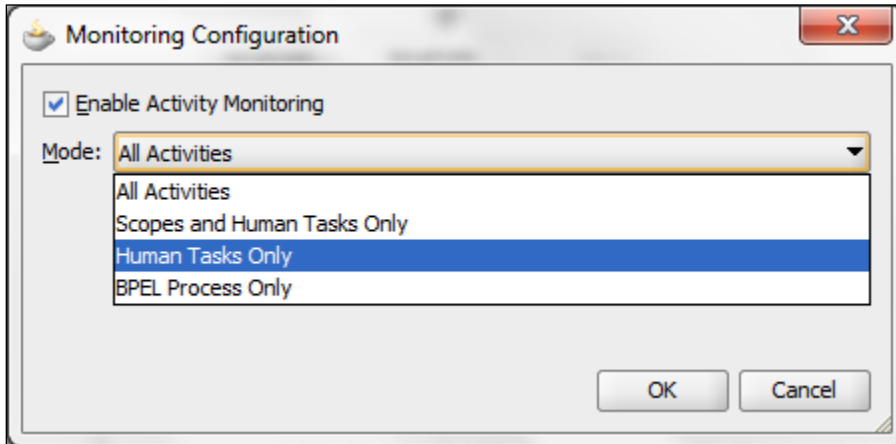 Monitoring Configuration
Enable Activity Monitoring
Mode: All Activities
All Activities
Scopes and Human Tasks Only
Human Tasks Only
BPEL Process Only
OK Cancel